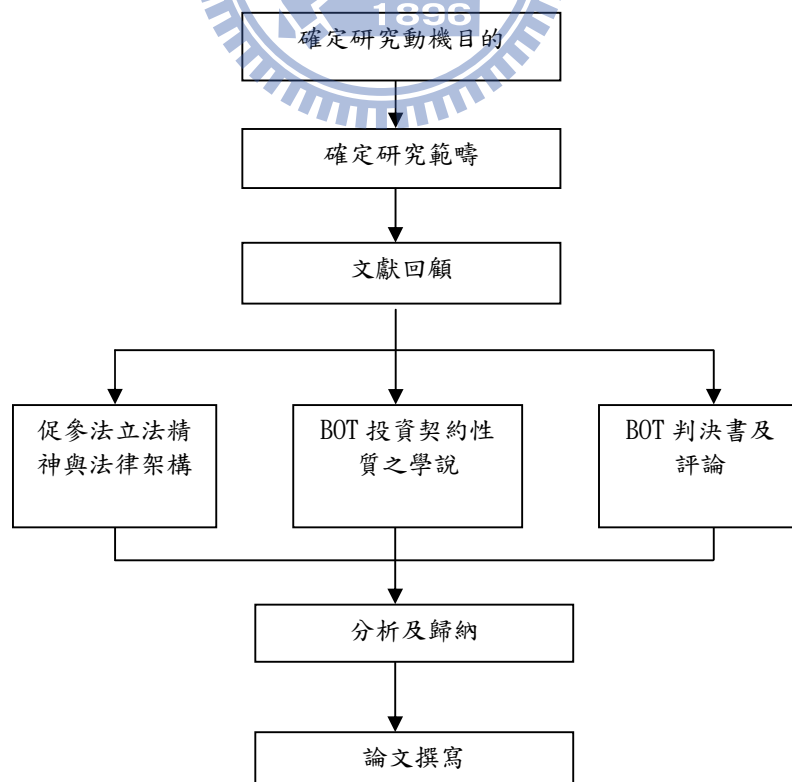 1896
確定研究動機目的
確定研究範疇
文獻回顧
促參法立法精
神與法律架構
BOT 投資契約性
質之學說
BOT 判決書及
評論
分析及歸納
論文撰寫